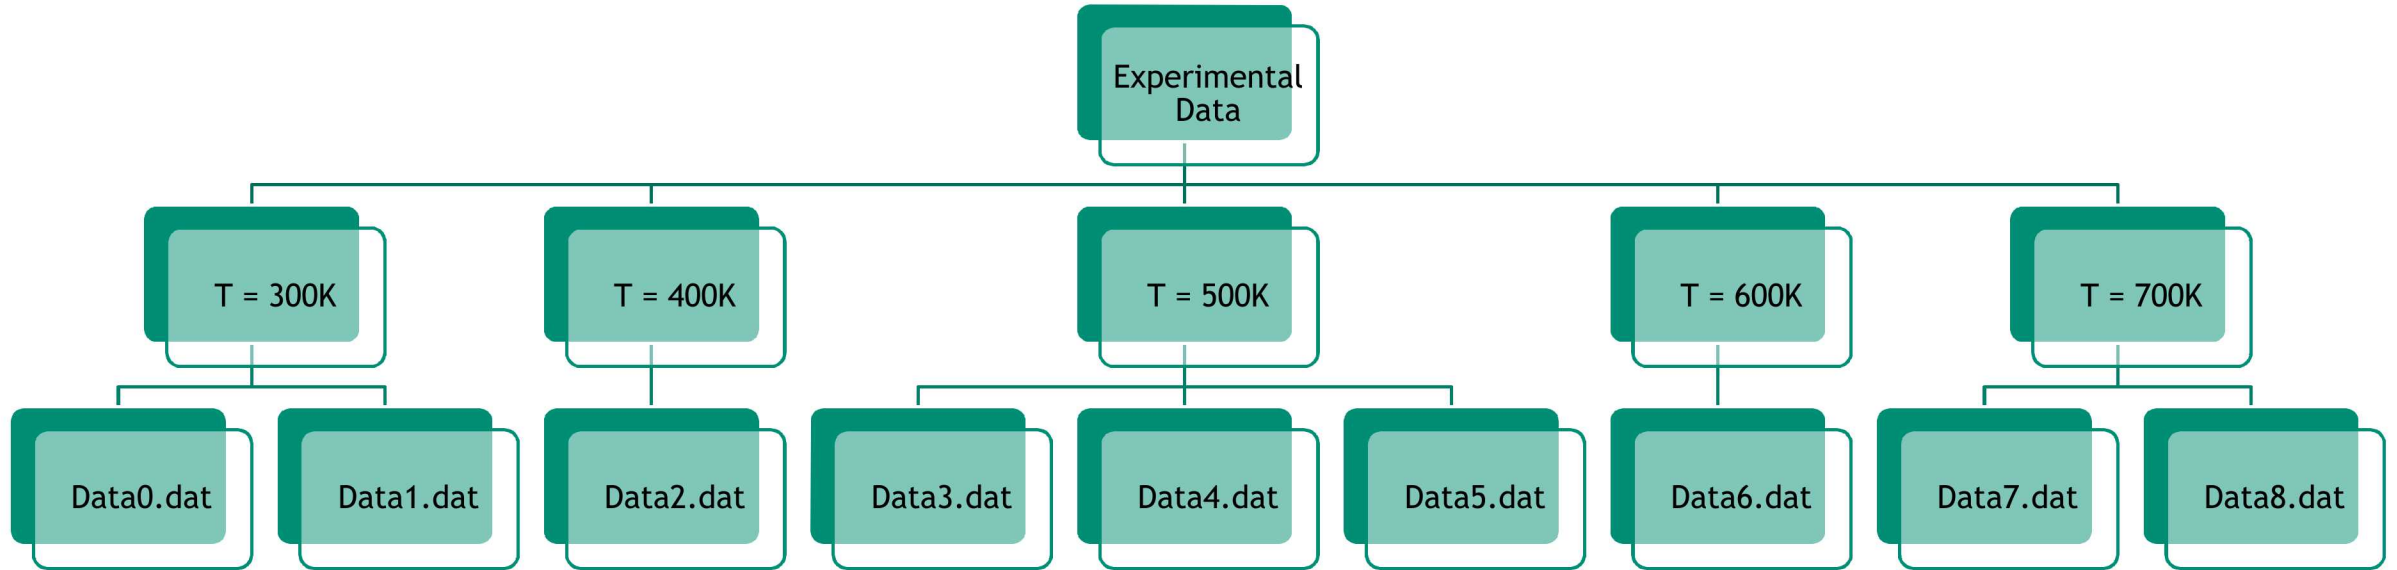 Experimental
Data
T = 300K
T = 400K
T = 500K
T = 600K
T = 700K
Data0.dat
Data1.dat
Data2.dat
Data3.dat
Data4.dat
Data5.dat
Data6.dat
Data7.dat
Data8.dat